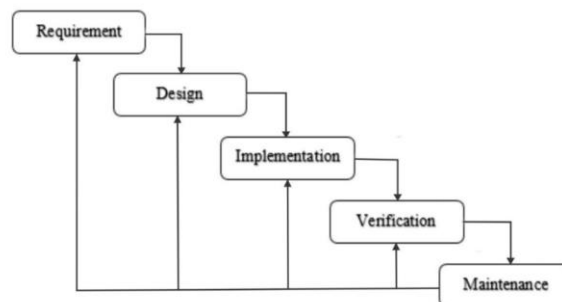 Requirement
Design
Implementation
Verification
Maintenance